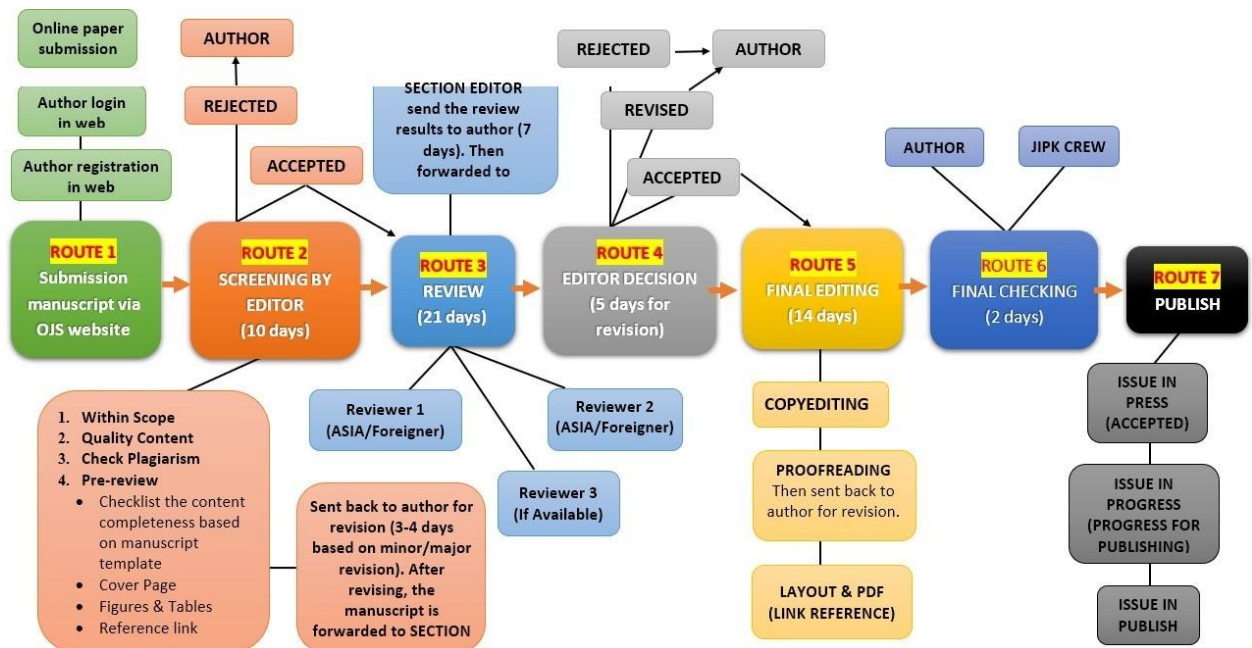 Online paper
submission
Author login
in web
Author registration
in web
ROUTE 1
Submission
manuscript via
OJS website
AUTHOR
REJECTED
ACCEPTED
ROUTE 2
SCREENING BY
EDITOR
(10 days)
1. Within Scope
2. Quality Content
3. Check Plagiarism
4. Pre-review
• Checklist the content
completeness based
on manuscript
template
• Cover Page
• Figures & Tables
• Reference link
Sent back to author for
revision (3-4 days
based on minor/major
revision). After
revising, the
manuscript is
forwarded to SECTION
SECTION EDITOR
send the review
results to author (7
days). Then
forwarded to
ROUTE 3
REVIEW
(21 days)
Reviewer 1
(ASIA/Foreigner)
Reviewer 2
(ASIA/Foreigner)
Reviewer 3
(If Available)
REJECTED
AUTHOR
REVISED
ACCEPTED
ROUTE 4
EDITOR DECISION
(5 days for
revision)
ROUTE 5
FINAL EDITING
(14 days)
COPYEDITING
PROOFREADING
Then sent back to
author for revision.
LAYOUT & PDF
(LINK REFERENCE)
AUTHOR
JIPK CREW
ROUTE 6
FINAL CHECKING
(2 days)
ROUTE 7
PUBLISH
ISSUE IN
PRESS
(ACCEPTED)
ISSUE IN
PROGRESS
(PROGRESS FOR
PUBLISHING)
ISSUE IN
PUBLISH